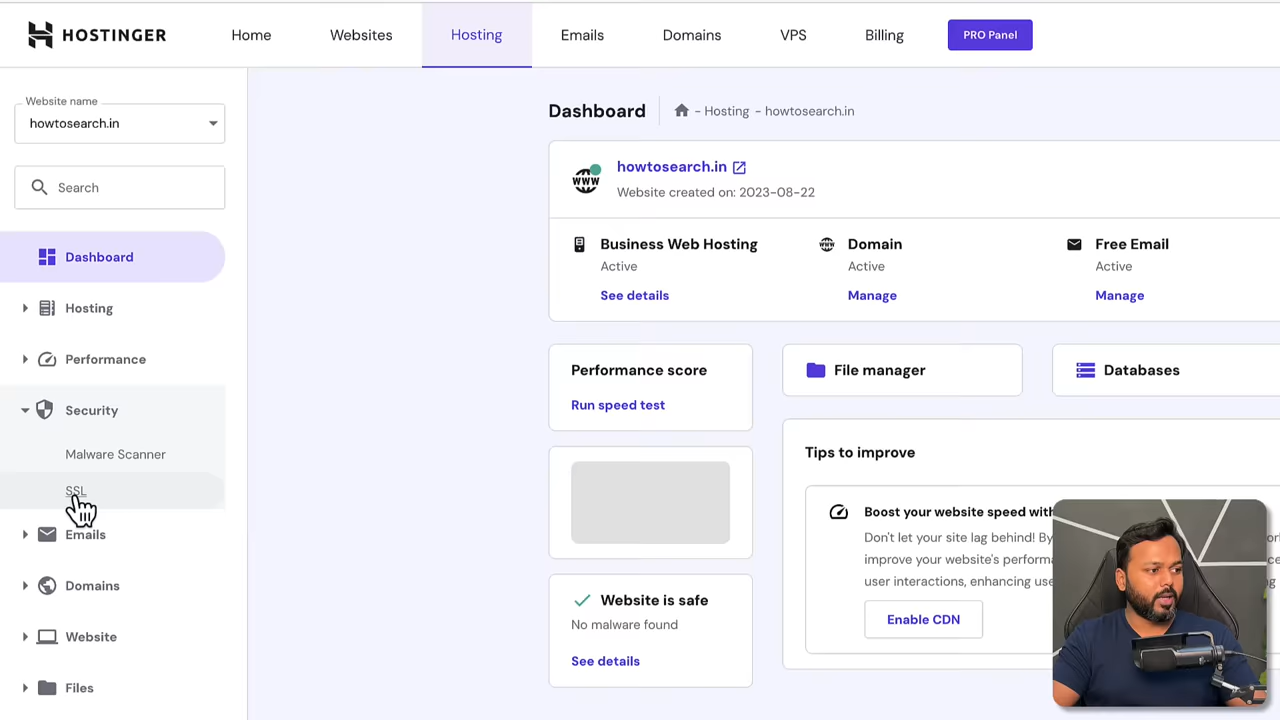 HOSTINGER
Home
Websites
Hosting
Emails
Domains
VPS
Billing
PRO Panel
Website name
howtosearch.in
Search
Dashboard
Hosting
Performance
Security
Malware Scanner
SSL
Emails
Domains
Website
Files
Dashboard
- Hosting - howtosearch.in
howtosearch.in
Website created on: 2023-08-22
WWW
Business Web Hosting
Active
See details
Domain
Active
Manage
Free Email
Active
Manage
Performance score
Run speed test
File manager
Databases
Website is safe
No malware found
See details
Tips to improve
Boost your website speed with
Don't let your site lag behind! By
improve your website's performa
user interactions, enhancing use
Enable CDN